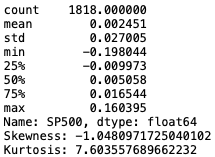 count    1818.000000
mean        0.002451
std         0.027005
min        -0.198044
25%        -0.009973
50%         0.005058
75%         0.016544
max         0.160395
Name: SP500, dtype: float64
Skewness: -1.0480971725040102
Kurtosis: 7.603557689662232